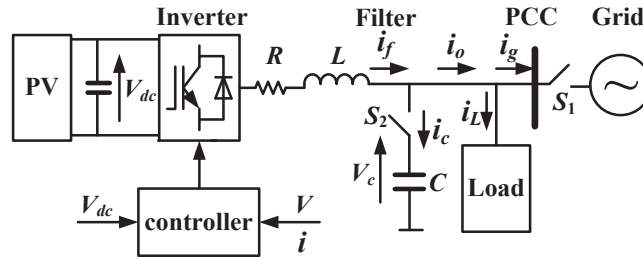 Inverter Filter PCC Grid
R L i_f i_o i_g
PV V_dc S_1
S_2 i_c i_L
V_c C Load
V_dc controller V
i